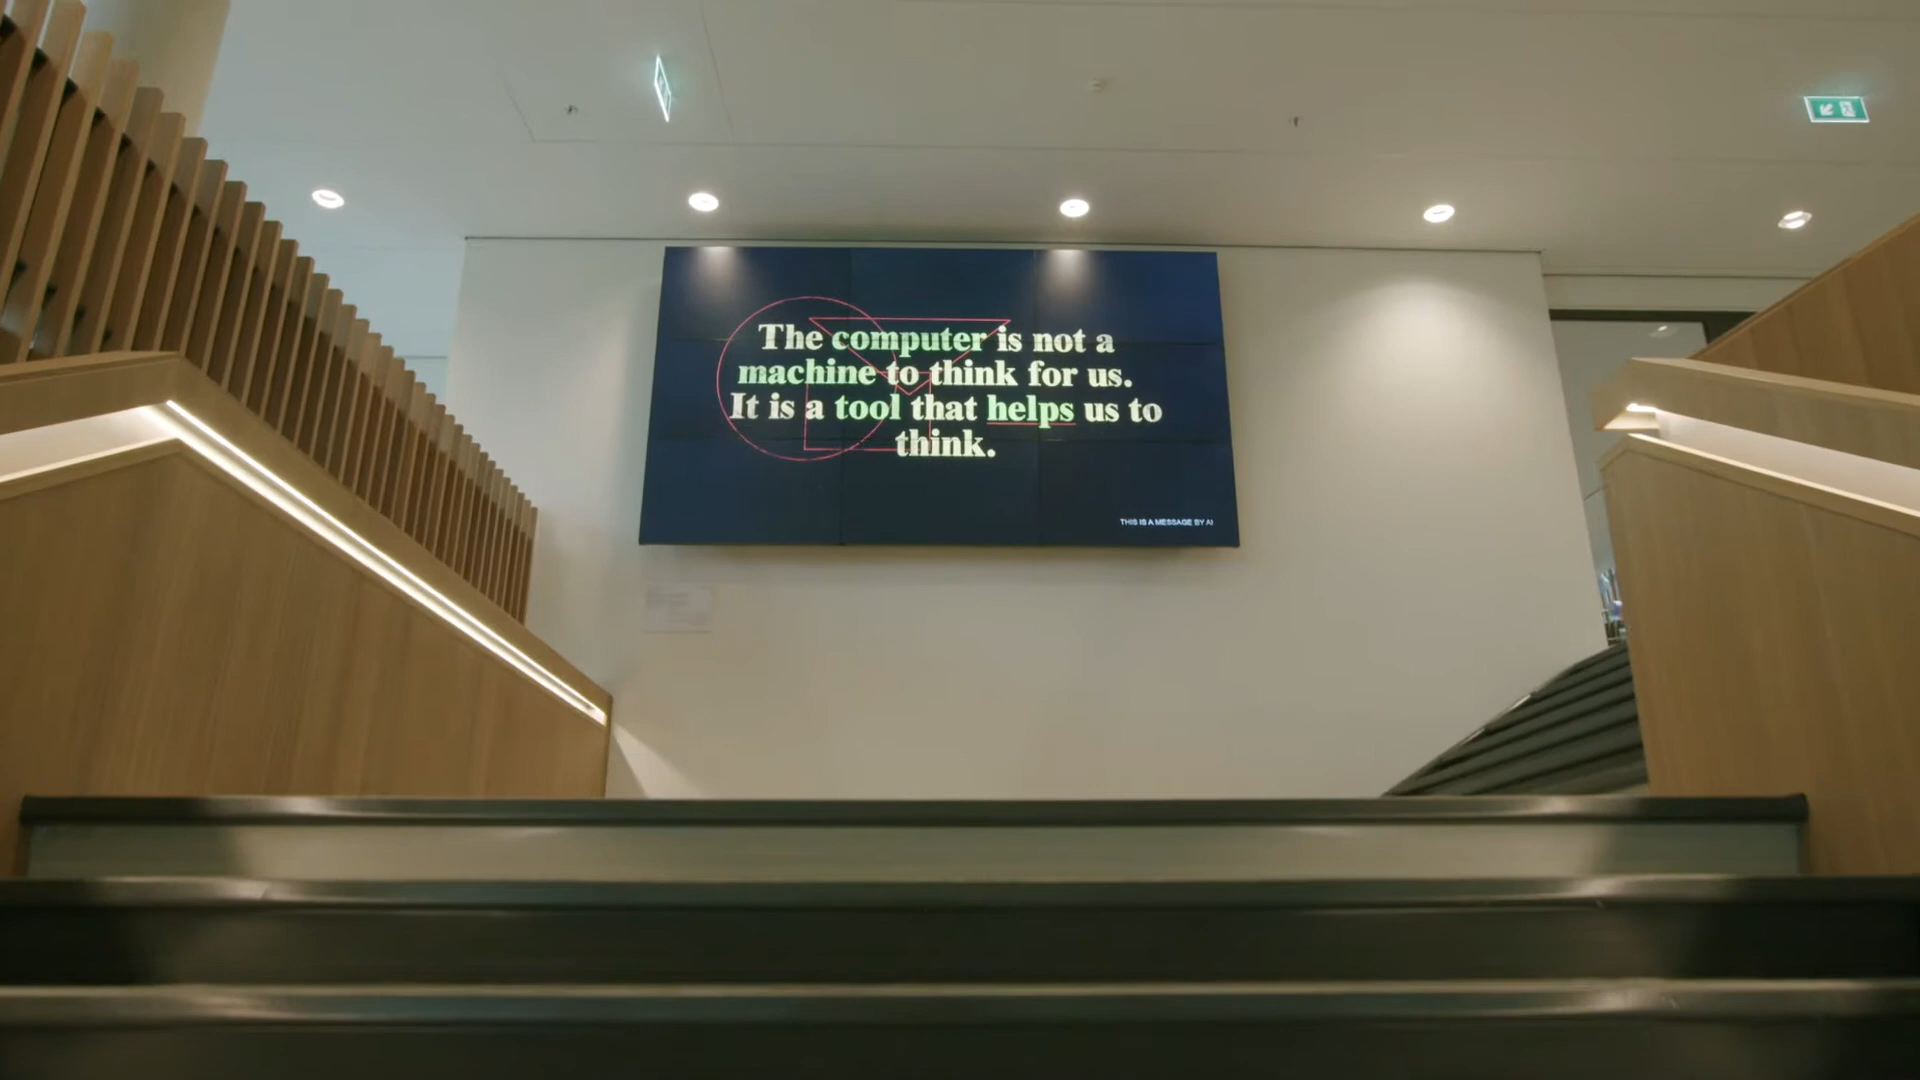 The computer is not a
machine to think for us.
It is a tool that helps us to
think.
THIS IS A MESSAGE BY AI